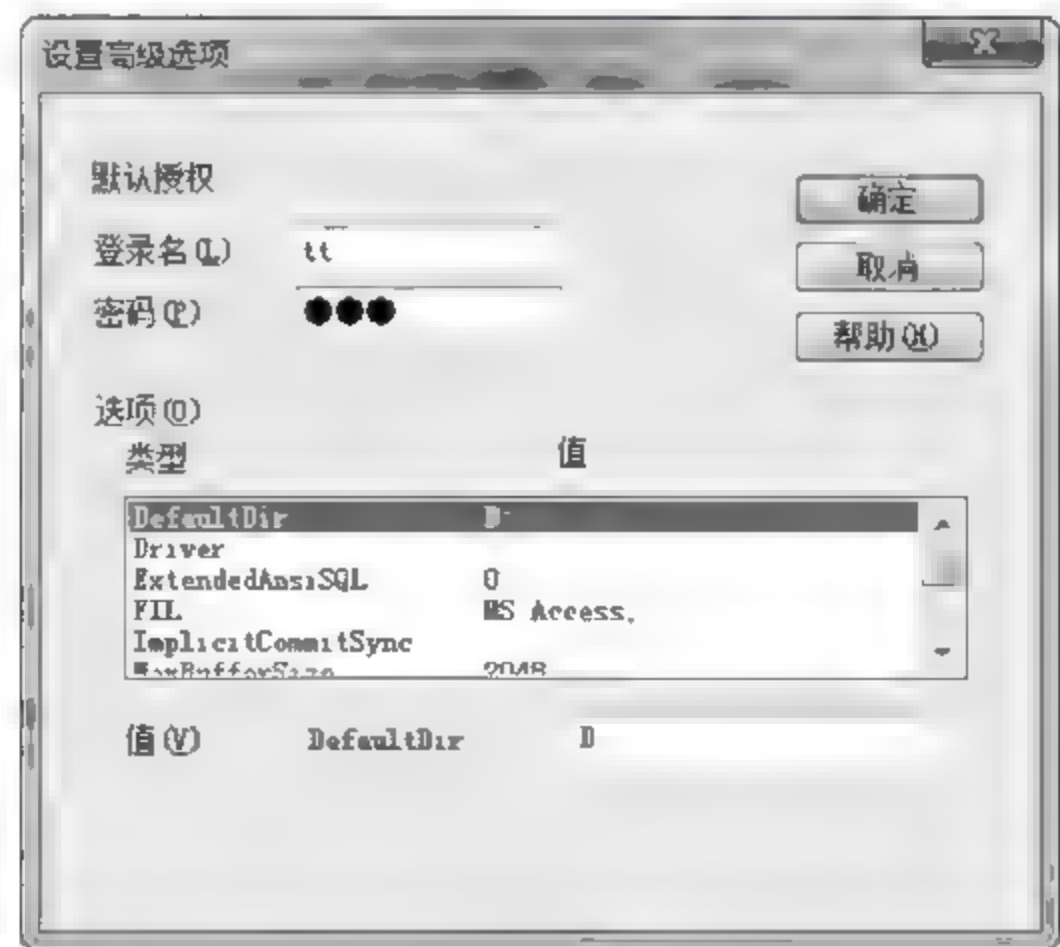 设置高级选项
默认授权
确定
登录名(L) tt
取消
密码(P) ●●●
帮助(H)
选项(O)
类型 值
DefaultDir D
Driver
ExtendedAnsiSQL 0
FIL MS Access,
ImplicitCommitSync
MaxBufferSize 2048
值(V) DefaultDir D